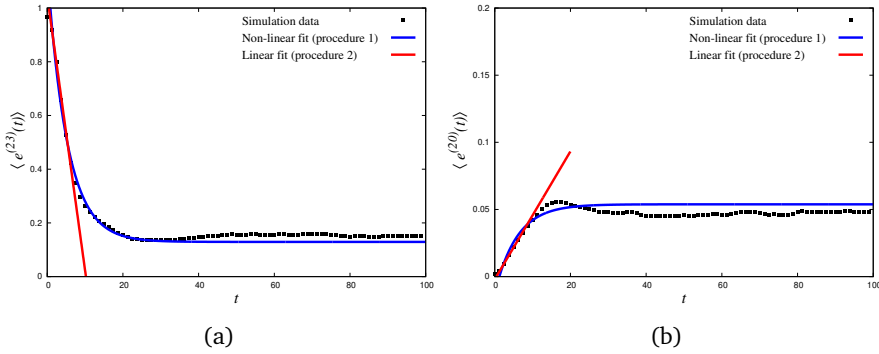 Simulation data
Non-linear fit (procedure 1)
Linear fit (procedure 2)
1
0.8
0.6
0.4
0.2
0
0
20
40
60
80
100
⟨ e^(23)(t)⟩
t
(a)
Simulation data
Non-linear fit (procedure 1)
Linear fit (procedure 2)
0.2
0.15
0.1
0.05
0
0
20
40
60
80
100
⟨ e^(20)(t)⟩
t
(b)